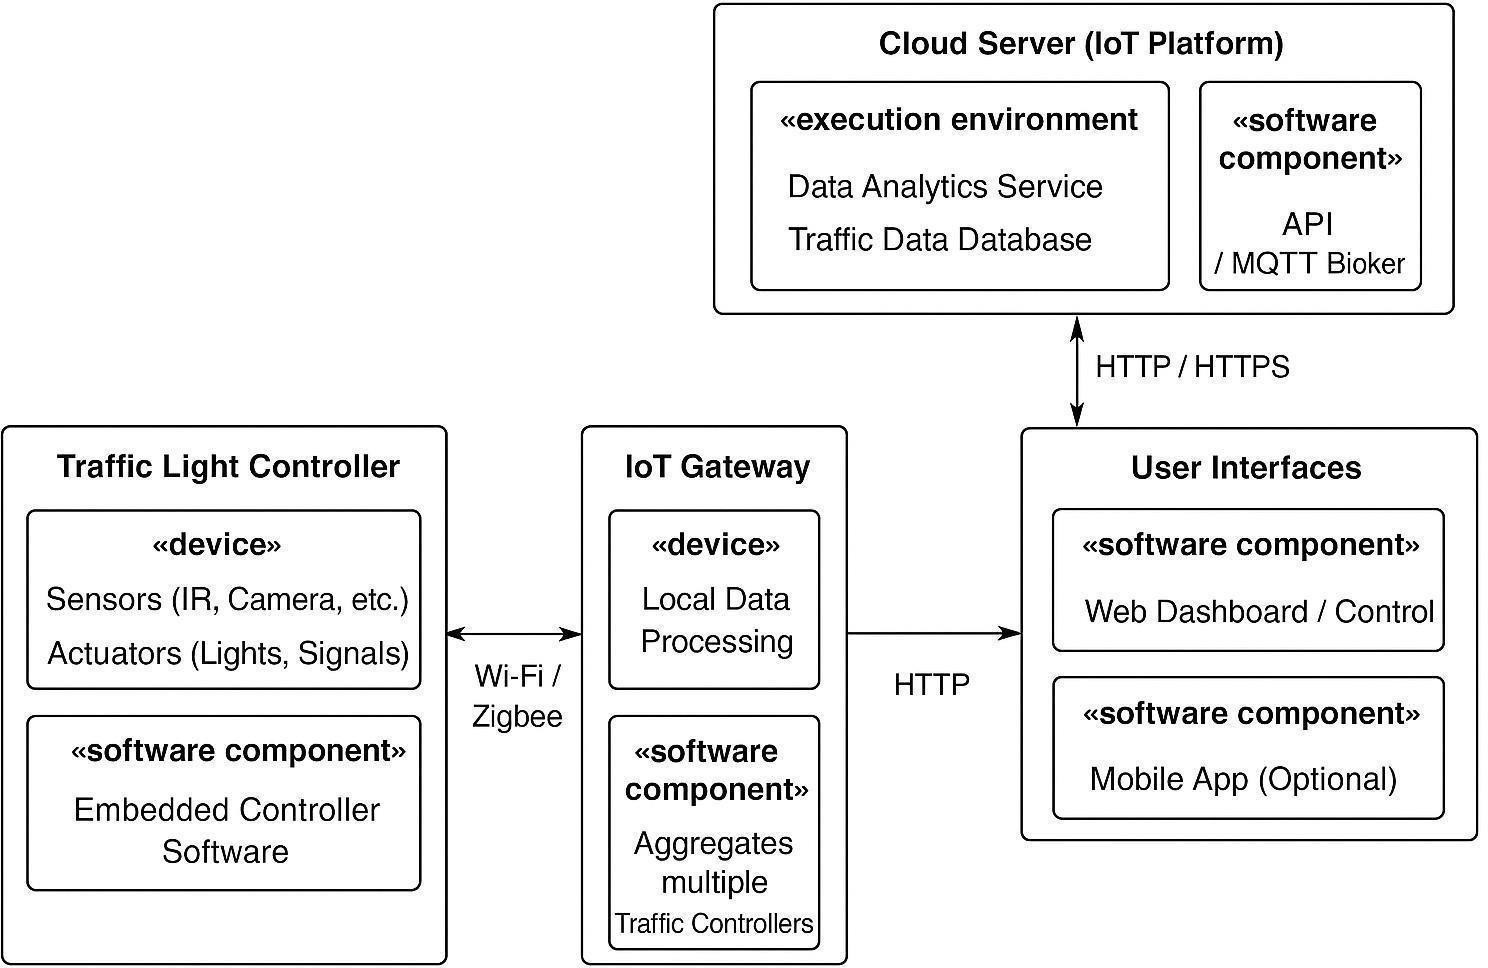 Cloud Server (IoT Platform)
«execution environment
Data Analytics Service
Traffic Data Database
«software
component»
API
/ MQTT Bioker
HTTP / HTTPS
Traffic Light Controller
«device»
Sensors (IR, Camera, etc.)
Actuators (Lights, Signals)
«software component»
Embedded Controller
Software
Wi-Fi /
Zigbee
IoT Gateway
«device»
Local Data
Processing
«software
component»
Aggregates
multiple
Traffic Controllers
HTTP
User Interfaces
«software component»
Web Dashboard / Control
«software component»
Mobile App (Optional)